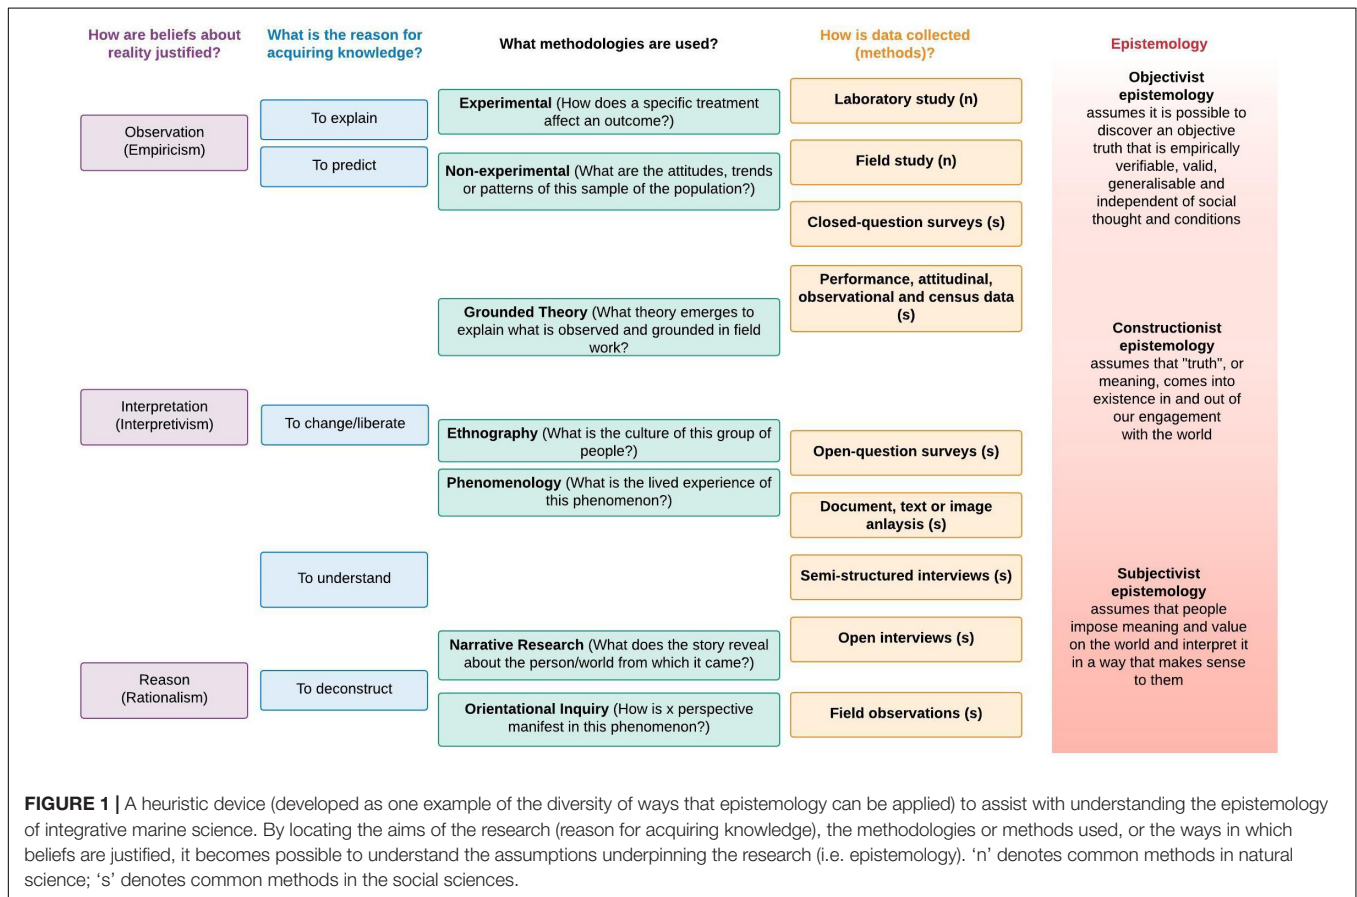 How are beliefs about
reality justified?
What is the reason for
acquiring knowledge?
What methodologies are used?
How is data collected
(methods)?
Epistemology
Observation
(Empiricism)
Interpretation
(Interpretivism)
Reason
(Rationalism)
To explain
To predict
To change/liberate
To understand
To deconstruct
Experimental (How does a specific treatment
affect an outcome?)
Non-experimental (What are the attitudes, trends
or patterns of this sample of the population?)
Grounded Theory (What theory emerges to
explain what is observed and grounded in field
work?
Ethnography (What is the culture of this group of
people?)
Phenomenology (What is the lived experience of
this phenomenon?)
Narrative Research (What does the story reveal
about the person/world from which it came?)
Orientational Inquiry (How is x perspective
manifest in this phenomenon?)
Laboratory study (n)
Field study (n)
Closed-question surveys (s)
Performance, attitudinal,
observational and census data
(s)
Open-question surveys (s)
Document, text or image
anlaysis (s)
Semi-structured interviews (s)
Open interviews (s)
Field observations (s)
Objectivist
epistemology
assumes it is possible to
discover an objective
truth that is empirically
verifiable, valid,
generalisable and
independent of social
thought and conditions
Constructionist
epistemology
assumes that "truth", or
meaning, comes into
existence in and out of
our engagement
with the world
Subjectivist
epistemology
assumes that people
impose meaning and value
on the world and interpret it
in a way that makes sense
to them
FIGURE 1 | A heuristic device (developed as one example of the diversity of ways that epistemology can be applied) to assist with understanding the epistemology
of integrative marine science. By locating the aims of the research (reason for acquiring knowledge), the methodologies or methods used, or the ways in which
beliefs are justified, it becomes possible to understand the assumptions underpinning the research (i.e. epistemology). ‘n’ denotes common methods in natural
science; ‘s’ denotes common methods in the social sciences.